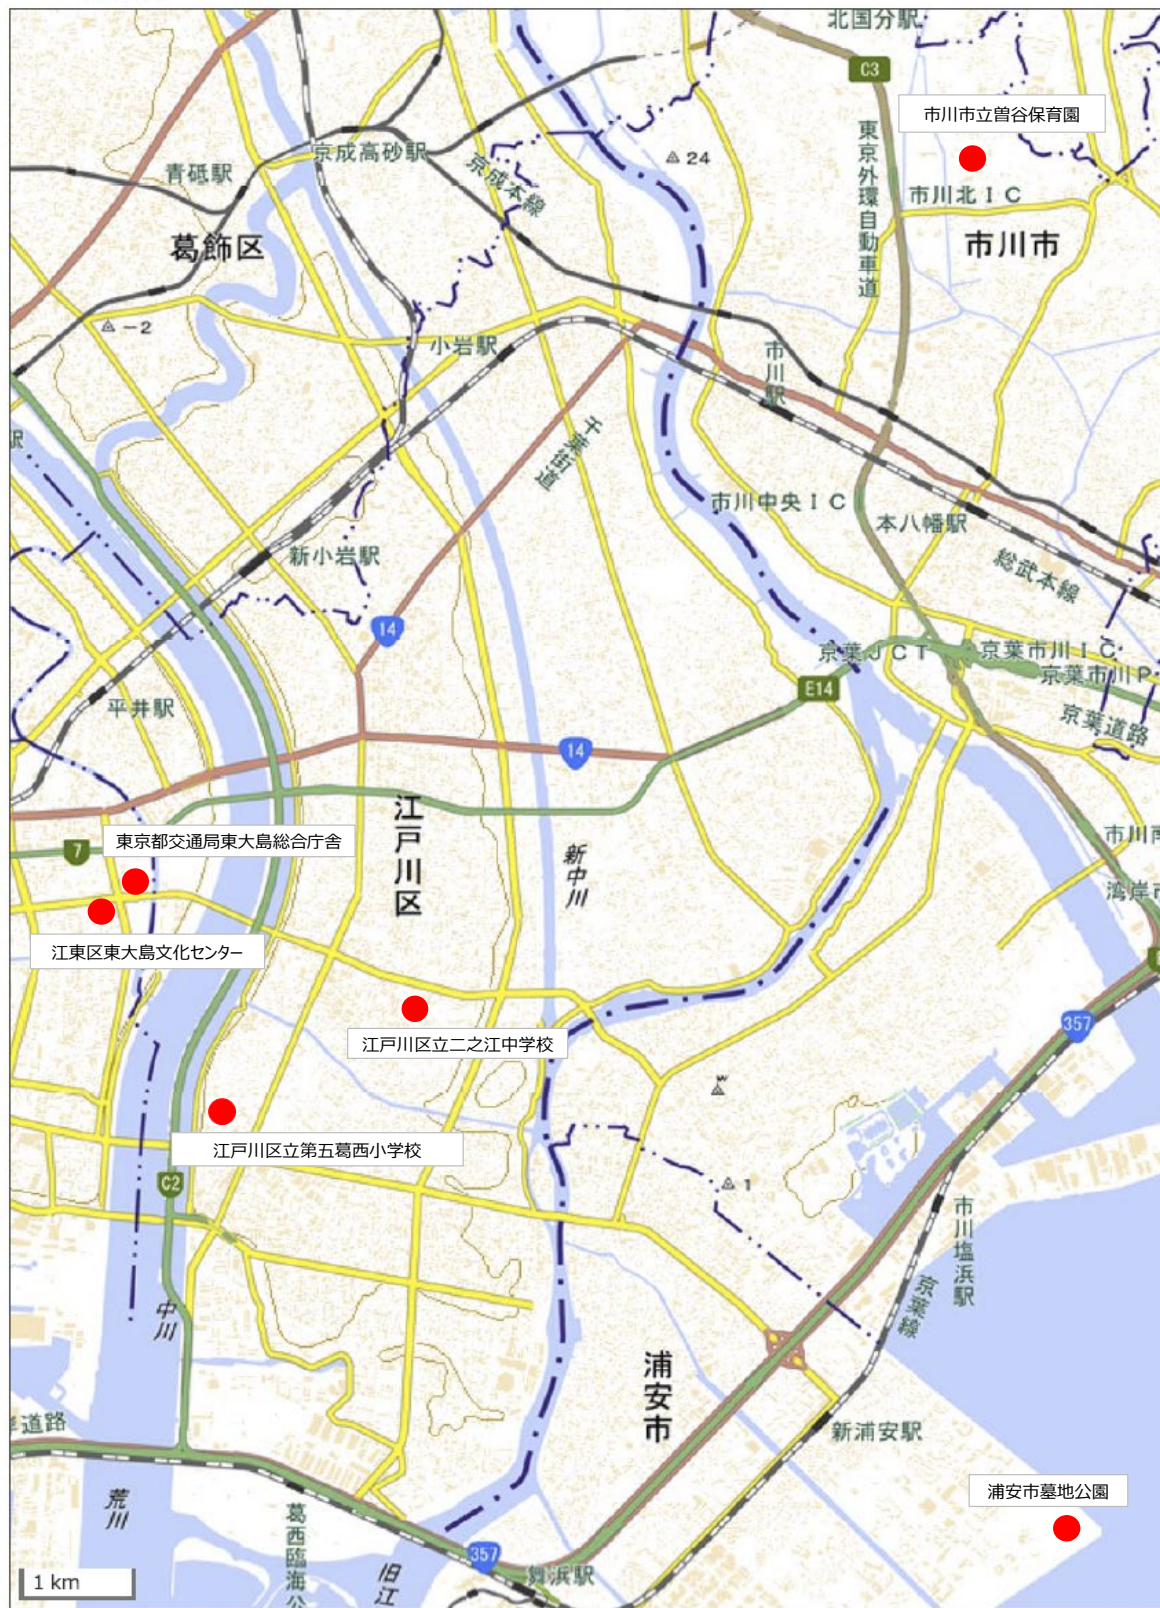 北国分駅
C3
市川市立曽谷保育園
24
京成高砂駅
青砥駅
京成本線
東京外環自動車道
市川北IC
葛飾区
市川市
-2
小岩駅
市川駅
千葉街道
駅
市川中央IC
本八幡駅
新小岩駅
総武本線
14
京葉JCT
京葉市川IC
京葉市川P
E14
平井駅
京葉道路
14
江戸川区
東京都交通局東大島総合庁舎
7
新中川
市川南
湾岸市
江東区東大島文化センター
357
江戸川区立二之江中学校
江戸川区立第五葛西小学校
C2
1
市川塩浜駅
京葉線
中川
浦安市
岸道路
新浦安駅
浦安市墓地公園
荒川
葛西臨海公
357
舞浜駅
旧江
1 km